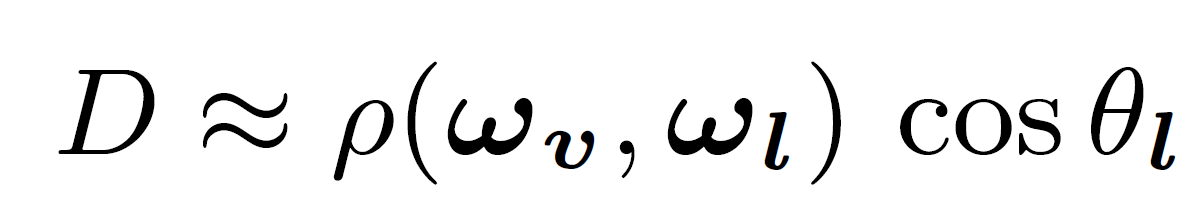 D ≈ ρ(ω_v, ω_l) cos θ_l